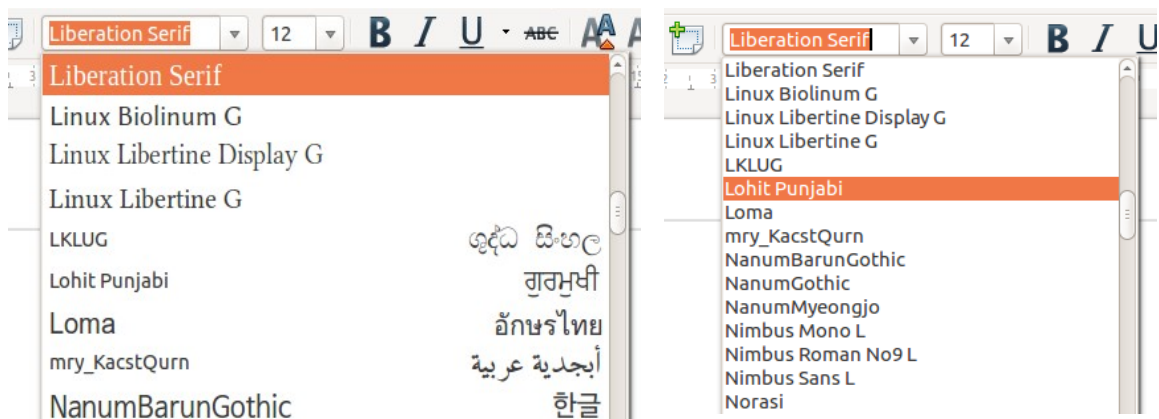 Liberation Serif 12 B I U ABC A
Liberation Serif
Linux Biolinum G
Linux Libertine Display G
Linux Libertine G
LKLUG ශුද්ධ සිංහල
Lohit Punjabi ਗੁਰਮੁਖੀ
Loma อักษรไทย
mry_KacstQurn أبجدية عربية
NanumBarunGothic 한글
Liberation Serif 12 B I U
Liberation Serif
Linux Biolinum G
Linux Libertine Display G
Linux Libertine G
LKLUG
Lohit Punjabi
Loma
mry_KacstQurn
NanumBarunGothic
NanumGothic
NanumMyeongjo
Nimbus Mono L
Nimbus Roman No9 L
Nimbus Sans L
Norasi